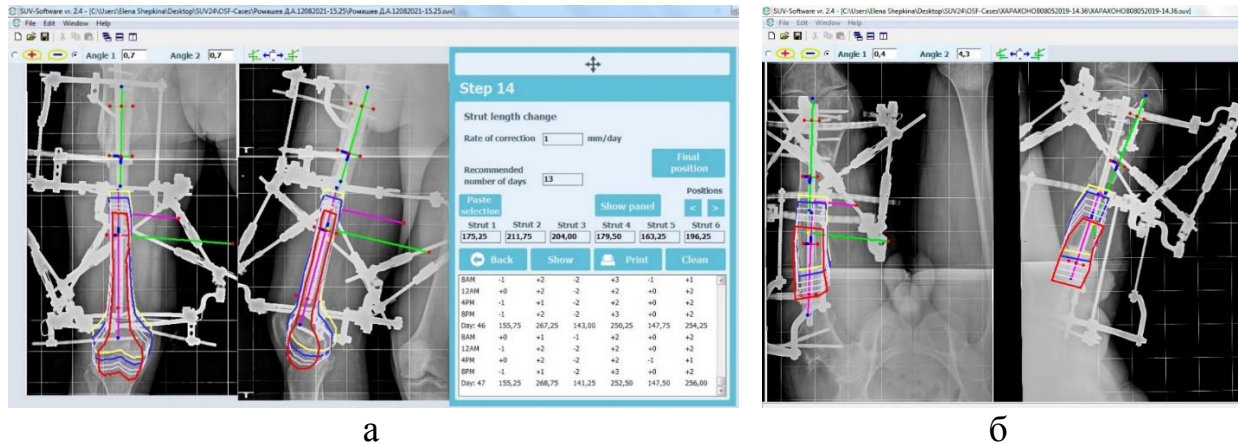 SUV-Software vr. 2.4 - [C:\Users\Elena Shepkina\Desktop\SUV24\OSF-Cases\Ромашев Д.А.12082021-15.25\Ромашев Д.А.12082021-15.25.suv]
File Edit View Window Help
Angle 1 0,7 Angle 2 0,7
Step 14
Strut length change
Rate of correction 1 mm/day
Final position
Recommended
number of days 13
Positions
Paste selection Show panel < >
Strut 1 Strut 2 Strut 3 Strut 4 Strut 5 Strut 6
175,25 211,75 204,00 179,50 163,25 196,25
Back Show Print Clean
8AM -1 +2 -2 +3 -1 +1
12AM +0 +2 -2 +2 +0 +2
4PM -1 +1 -2 +2 +0 +2
8PM -1 +2 -2 +3 +0 +2
Day: 46 155,75 267,25 143,00 250,25 147,75 254,25
8AM +0 +1 -1 +2 +0 +2
12AM -1 +2 -2 +2 +0 +2
4PM +0 +2 -2 +2 -1 +1
8PM -1 +1 -2 +3 +0 +2
Day: 47 155,25 268,75 141,25 252,50 147,50 256,00
SUV-Software vr. 2.4 - [C:\Users\Elena Shepkina\Desktop\SUV24\OSF-Cases\ХАРАХОНОВ08052019-14.36\ХАРАХОНОВ08052019-14.36.suv]
File Edit View Window Help
Angle 1 0,4 Angle 2 4,3
а
б